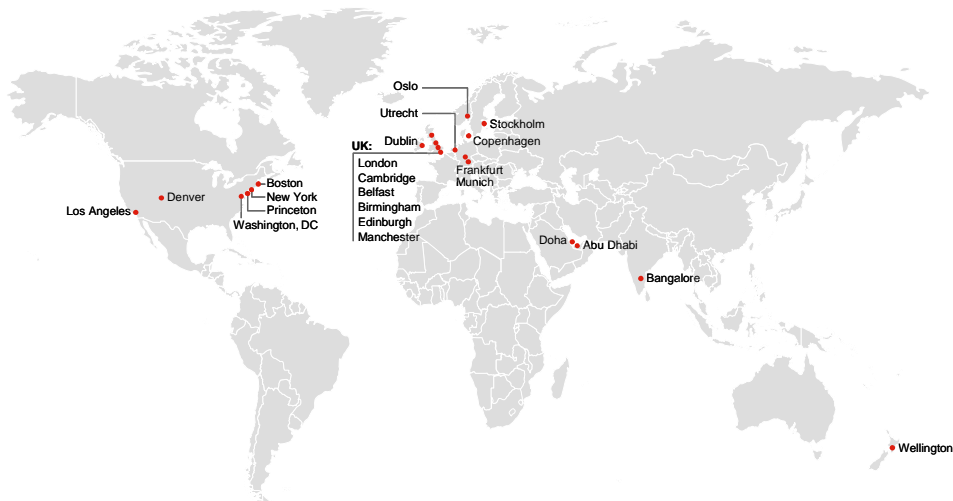 Oslo
Utrecht
Stockholm
Dublin
Copenhagen
UK:
London
Cambridge
Belfast
Birmingham
Edinburgh
Manchester
Frankfurt
Munich
Boston
Denver
New York
Los Angeles
Princeton
Washington, DC
Doha
Abu Dhabi
Bangalore
Wellington